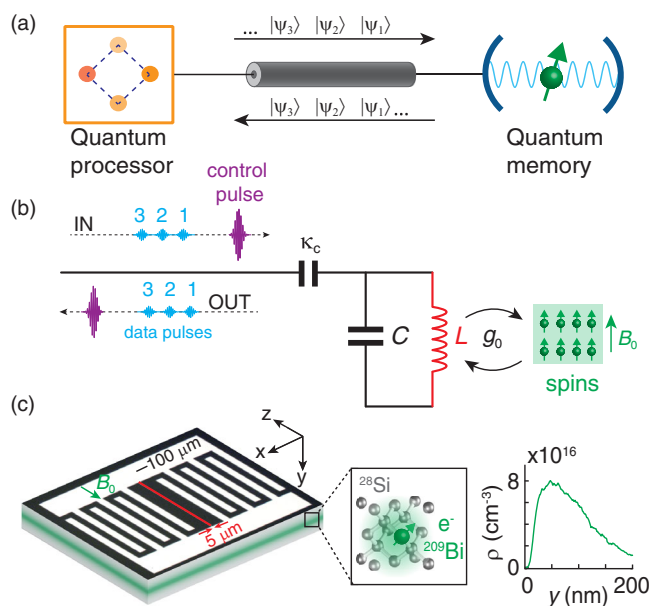 (a)
... |ψ3⟩ |ψ2⟩ |ψ1⟩
|ψ3⟩ |ψ2⟩ |ψ1⟩ ...
Quantum
processor
Quantum
memory
(b)
control
pulse
IN
3 2 1
κc
3 2 1
OUT
data pulses
C
L
g0
B0
spins
(c)
z
x
y
B0
~100 μm
5 μm
28Si
e-
209Bi
x10^16
8
ρ (cm-3)
0
0
200
y (nm)